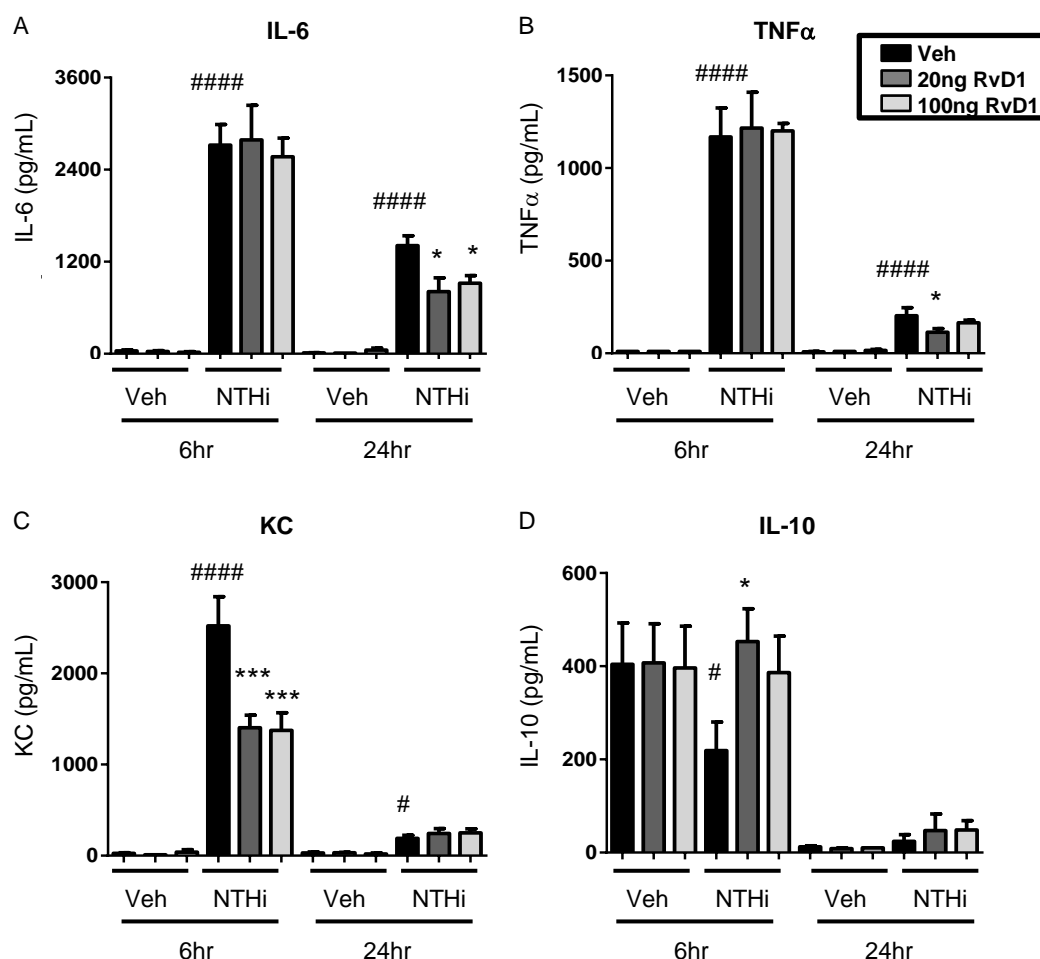 A
IL-6
IL-6 (pg/mL)
3600
2400
1200
0
####
####
*
*
Veh
NTHi
Veh
NTHi
6hr
24hr
B
TNFα
Veh
20ng RvD1
100ng RvD1
TNFα (pg/mL)
1500
1000
500
0
####
####
*
Veh
NTHi
Veh
NTHi
6hr
24hr
C
KC
KC (pg/mL)
3000
2000
1000
0
####
***
***
#
Veh
NTHi
Veh
NTHi
6hr
24hr
D
IL-10
IL-10 (pg/mL)
600
400
200
0
#
*
Veh
NTHi
Veh
NTHi
6hr
24hr